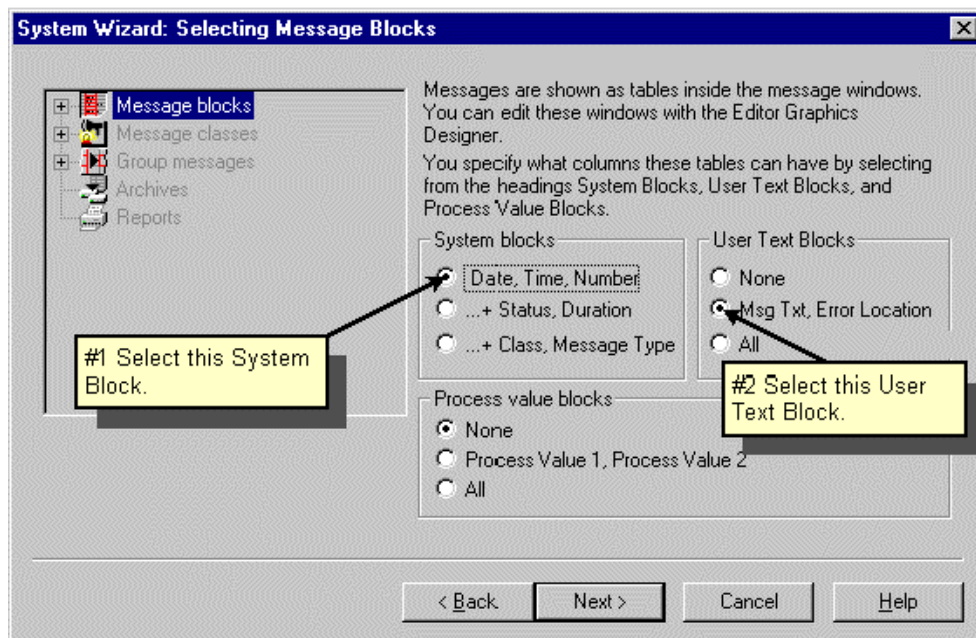 System Wizard: Selecting Message Blocks
Message blocks
Message classes
Group messages
Archives
Reports
Messages are shown as tables inside the message windows.
You can edit these windows with the Editor Graphics
Designer.
You specify what columns these tables can have by selecting
from the headings System Blocks, User Text Blocks, and
Process Value Blocks.
System blocks
Date, Time, Number
...+ Status, Duration
...+ Class, Message Type
User Text Blocks
None
Msg Txt, Error Location
All
#1 Select this System
Block.
#2 Select this User
Text Block.
Process value blocks
None
Process Value 1, Process Value 2
All
< Back
Next >
Cancel
Help